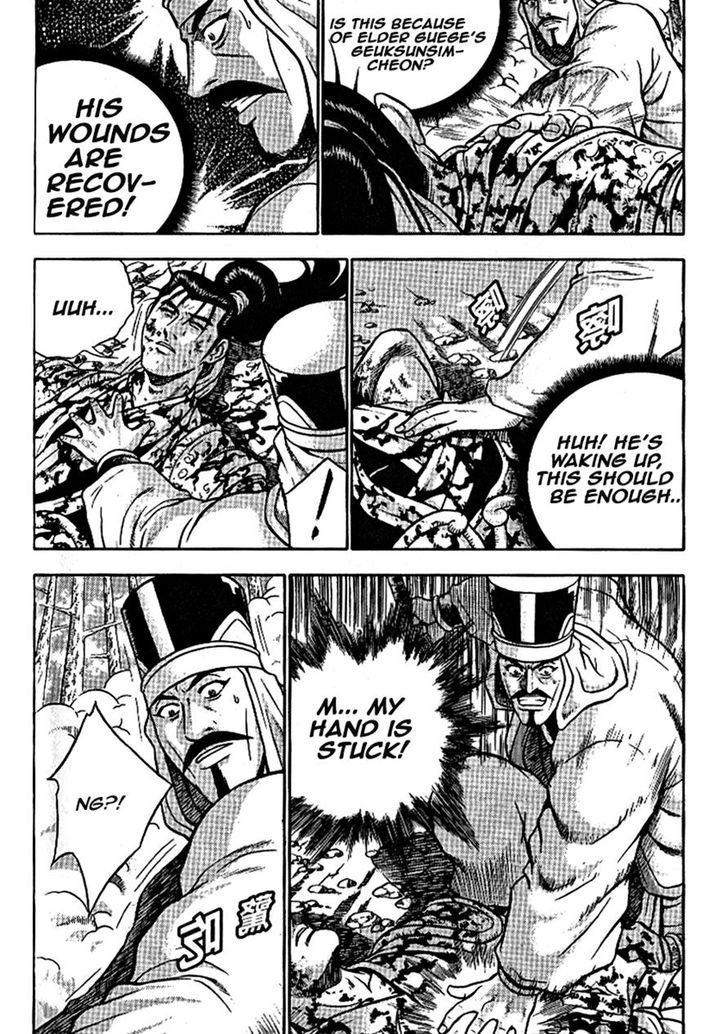 HIS
WOUNDS
ARE
RECOV-
ERED!
IS THIS BECAUSE
OF ELDER GUEGE'S
GEUKSUNSIM-
CHEON?
UUH...
!
HUH! HE'S
WAKING UP,
THIS SHOULD
BE ENOUGH..
NG?!
M... MY
HAND IS
STUCK!